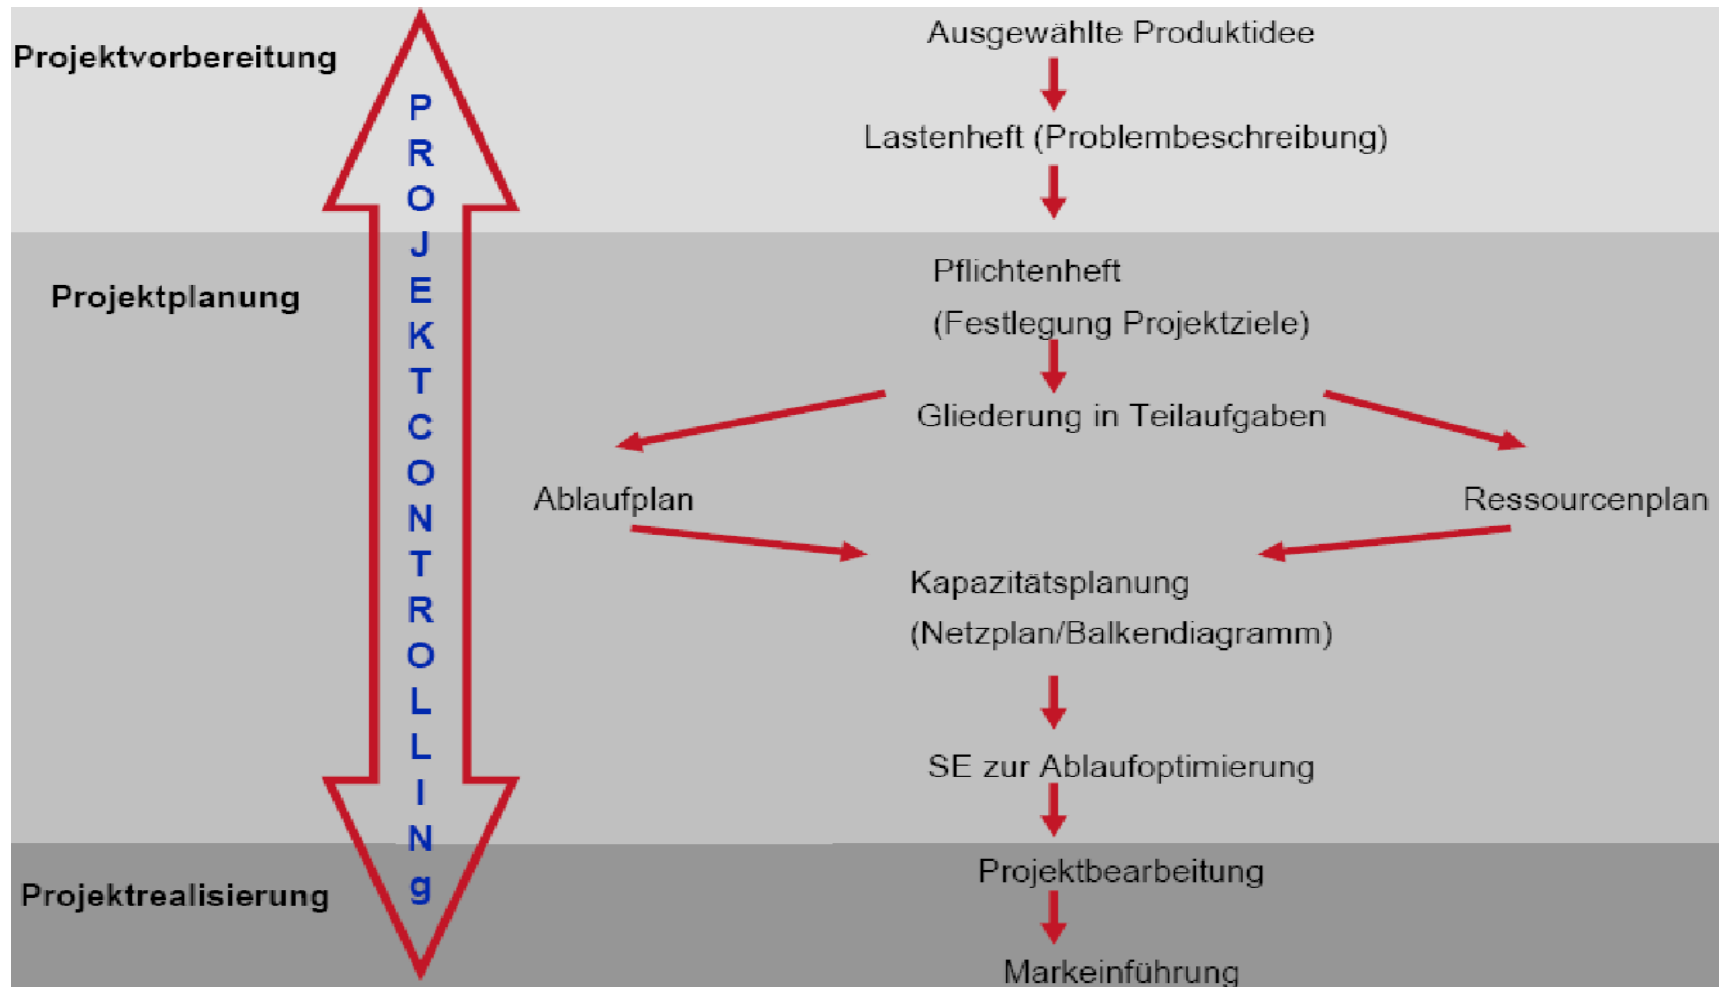 Projektvorbereitung
PROJEKTCONTROLLINg
Ausgewählte Produktidee
Lastenheft (Problembeschreibung)
Projektplanung
Pflichtenheft
(Festlegung Projektziele)
Gliederung in Teilaufgaben
Ablaufplan
Ressourcenplan
Kapazitätsplanung
(Netzplan/Balkendiagramm)
SE zur Ablaufoptimierung
Projektrealisierung
Projektbearbeitung
Markeinführung